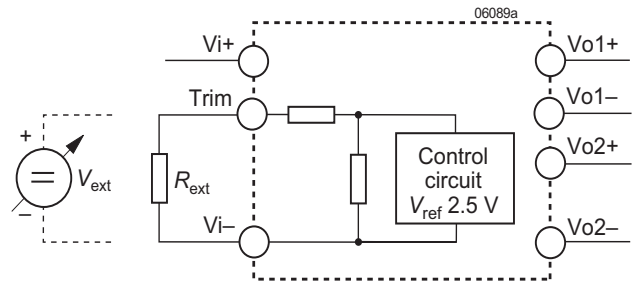 06089a
Vi+
Vo1+
Trim
Vo1–
Vo2+
+
Vext
–
Rext
Control
circuit
Vref 2.5 V
Vi–
Vo2–